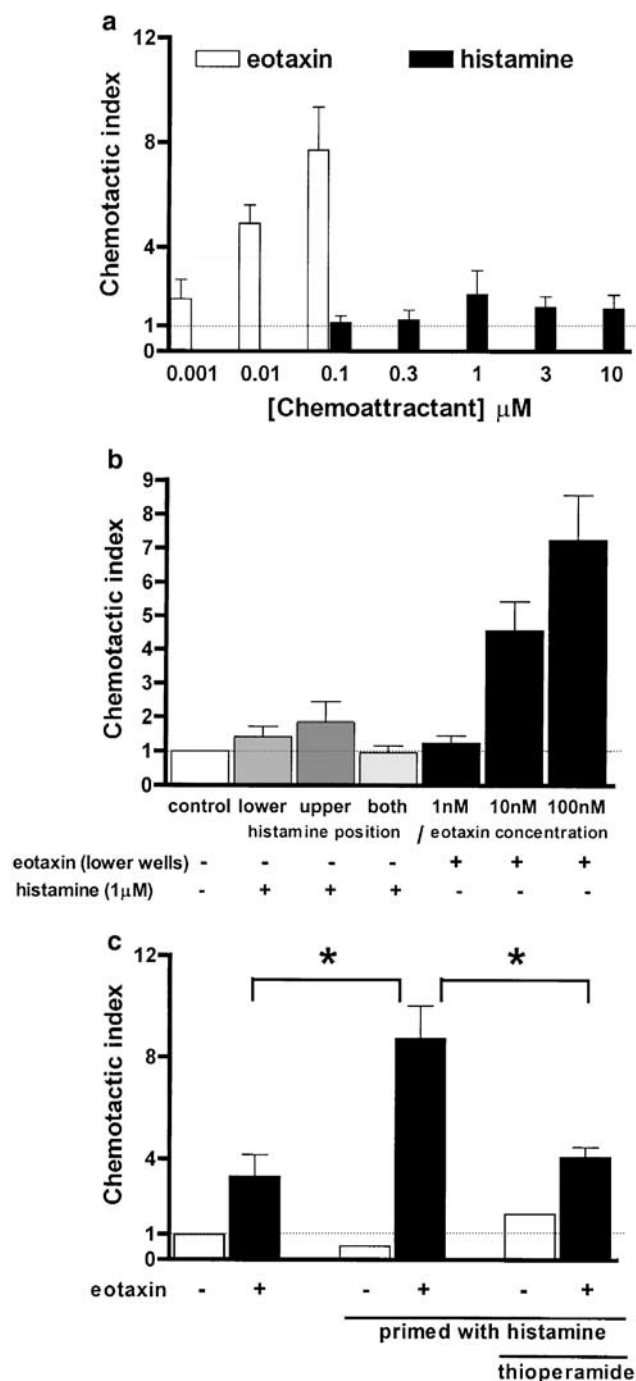 a
12
eotaxin histamine
8
4
1
0
Chemotactic index
0.001 0.01 0.1 0.3 1 3 10
[Chemoattractant] μM
b
9
8
7
6
5
4
3
2
1
0
Chemotactic index
control lower upper both 1nM 10nM 100nM
histamine position / eotaxin concentration
eotaxin (lower wells) - - - - + + +
histamine (1μM) - + + + - - -
c
12
* *
8
4
1
0
Chemotactic index
eotaxin - + - + - +
primed with histamine
thioperamide